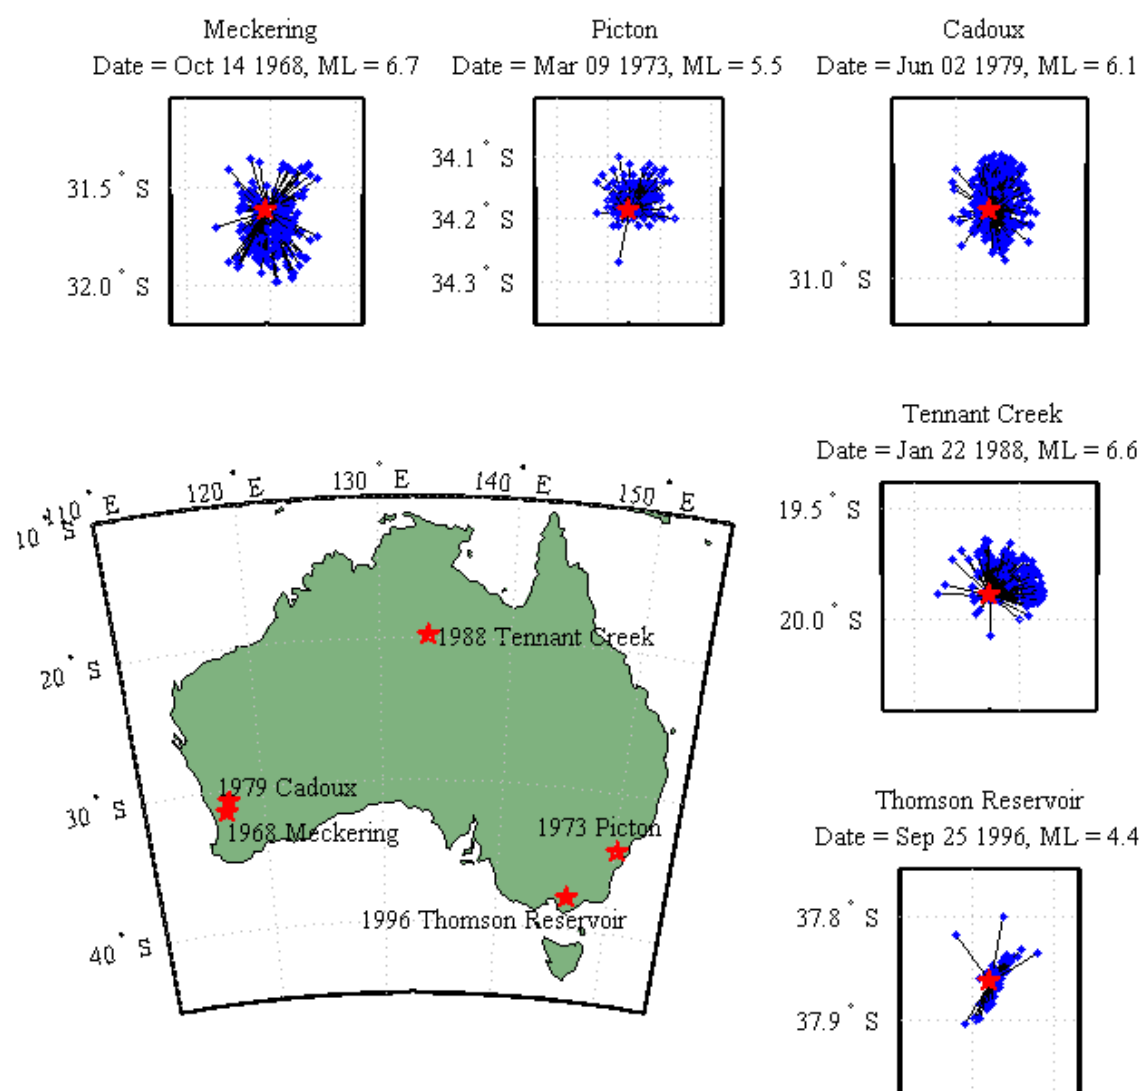 Meckering
Date = Oct 14 1968, ML = 6.7
31.5° S
32.0° S
Picton
Date = Mar 09 1973, ML = 5.5
34.1° S
34.2° S
34.3° S
Cadoux
Date = Jun 02 1979, ML = 6.1
31.0° S
110° E
120° E
130° E
140° E
150° E
10° S
20° S
30° S
40° S
1988 Tennant Creek
1979 Cadoux
1968 Meckering
1973 Picton
1996 Thomson Reservoir
Tennant Creek
Date = Jan 22 1988, ML = 6.6
19.5° S
20.0° S
Thomson Reservoir
Date = Sep 25 1996, ML = 4.4
37.8° S
37.9° S